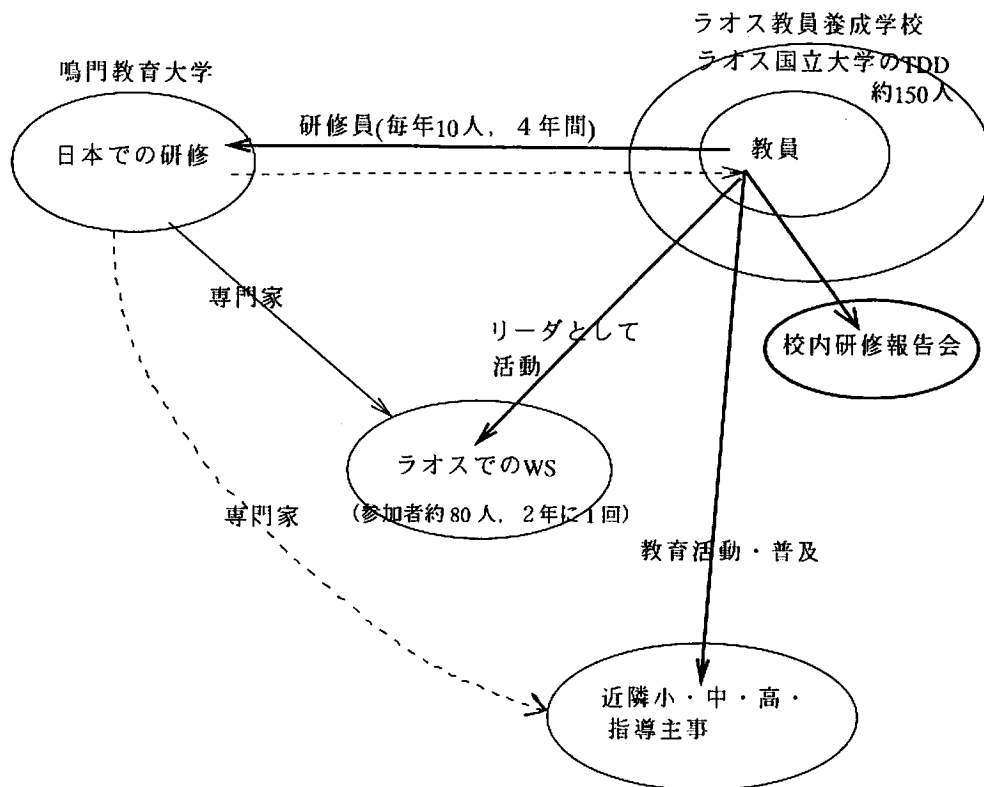 ラオス教員養成学校
鳴門教育大学
ラオス国立大学のTDD
約150人
研修員(毎年10人，４年間)
日本での研修
教員
専門家
リーダとして
活動
校内研修報告会
ラオスでのWS
(参加者約80人，２年に1回)
専門家
教育活動・普及
近隣小・中・高・
指導主事